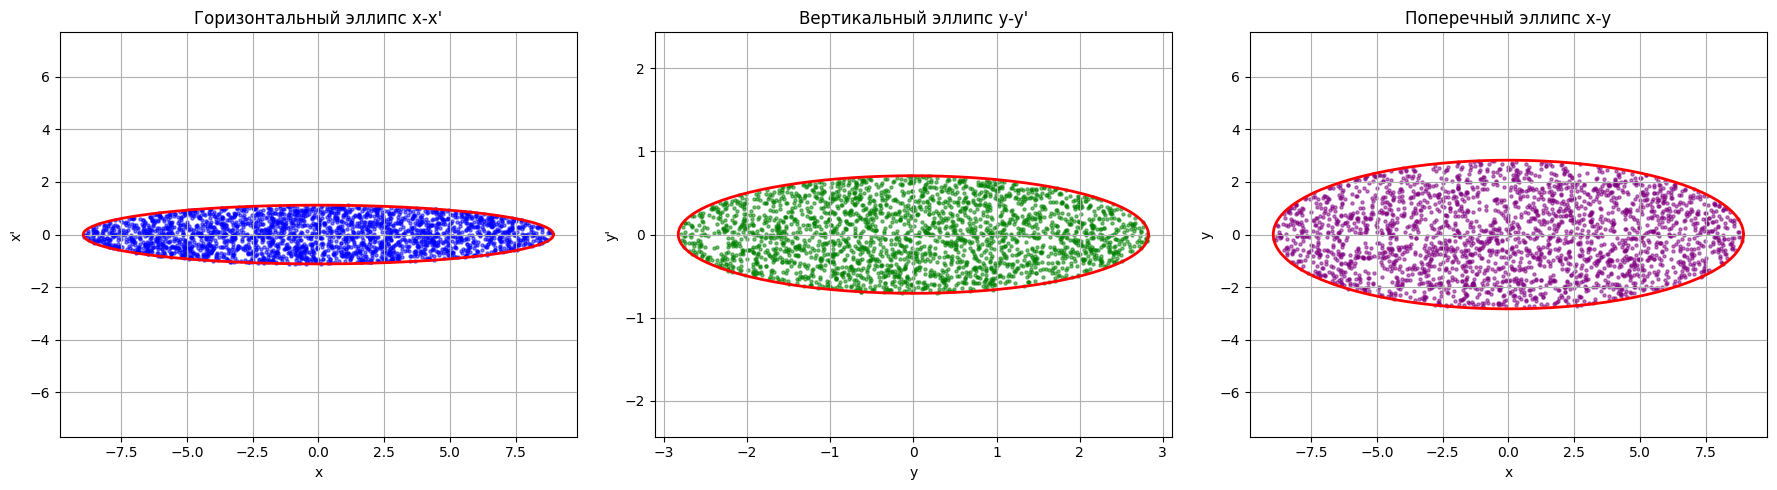 Горизонтальный эллипс x-x'
6
4
2
0
−2
−4
−6
x'
−7.5 −5.0 −2.5 0.0 2.5 5.0 7.5
x
Вертикальный эллипс y-y'
2
1
0
−1
−2
y'
−3 −2 −1 0 1 2 3
y
Поперечный эллипс x-y
6
4
2
0
−2
−4
−6
y
−7.5 −5.0 −2.5 0.0 2.5 5.0 7.5
x